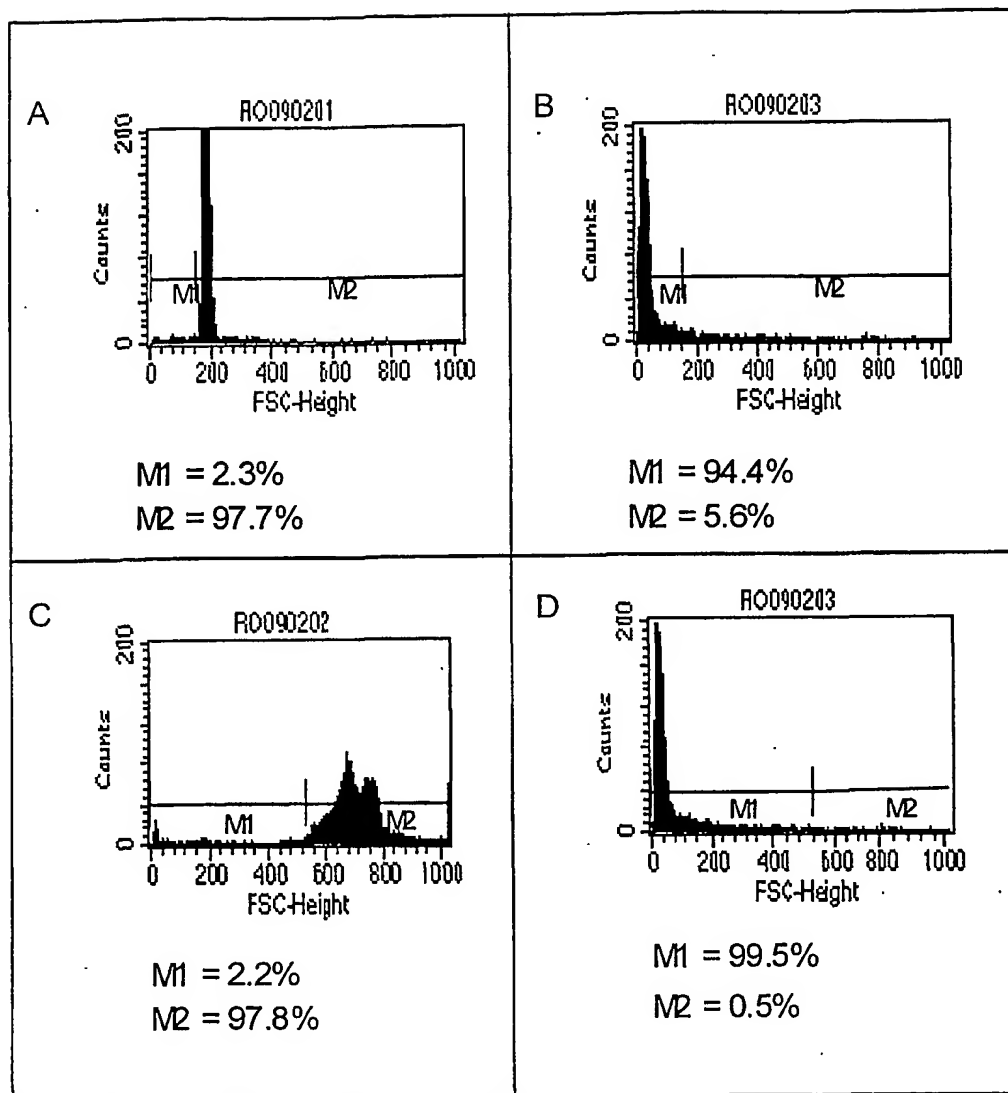 A
RO090201
200
Counts
M1
M2
0
0 200 400 600 800 1000
FSC-Height
M1 = 2.3%
M2 = 97.7%
B
RO090203
200
Counts
M1
M2
0
0 200 400 600 800 1000
FSC-Height
M1 = 94.4%
M2 = 5.6%
C
RO090202
200
Counts
M1
M2
0
0 200 400 600 800 1000
FSC-Height
M1 = 2.2%
M2 = 97.8%
D
RO090203
200
Counts
M1
M2
0
0 200 400 600 800 1000
FSC-Height
M1 = 99.5%
M2 = 0.5%